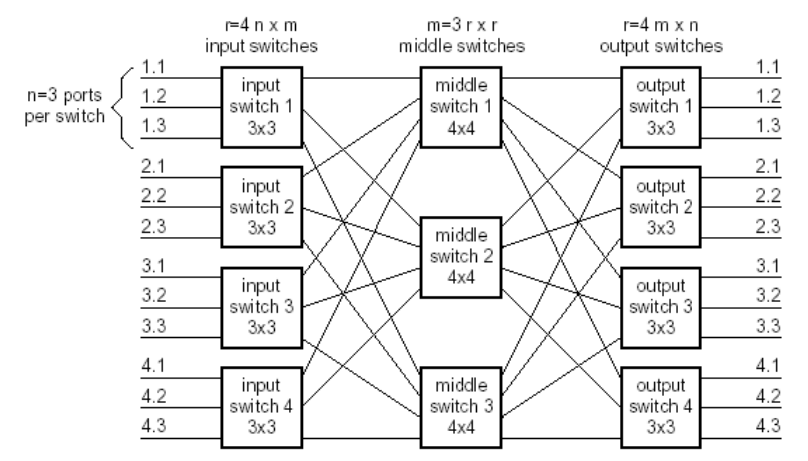 r=4 n x m
input switches
m=3 r x r
middle switches
r=4 m x n
output switches
n=3 ports
per switch
1.1
1.2
1.3
2.1
2.2
2.3
3.1
3.2
3.3
4.1
4.2
4.3
input
switch 1
3x3
input
switch 2
3x3
input
switch 3
3x3
input
switch 4
3x3
middle
switch 1
4x4
middle
switch 2
4x4
middle
switch 3
4x4
output
switch 1
3x3
output
switch 2
3x3
output
switch 3
3x3
output
switch 4
3x3
1.1
1.2
1.3
2.1
2.2
2.3
3.1
3.2
3.3
4.1
4.2
4.3